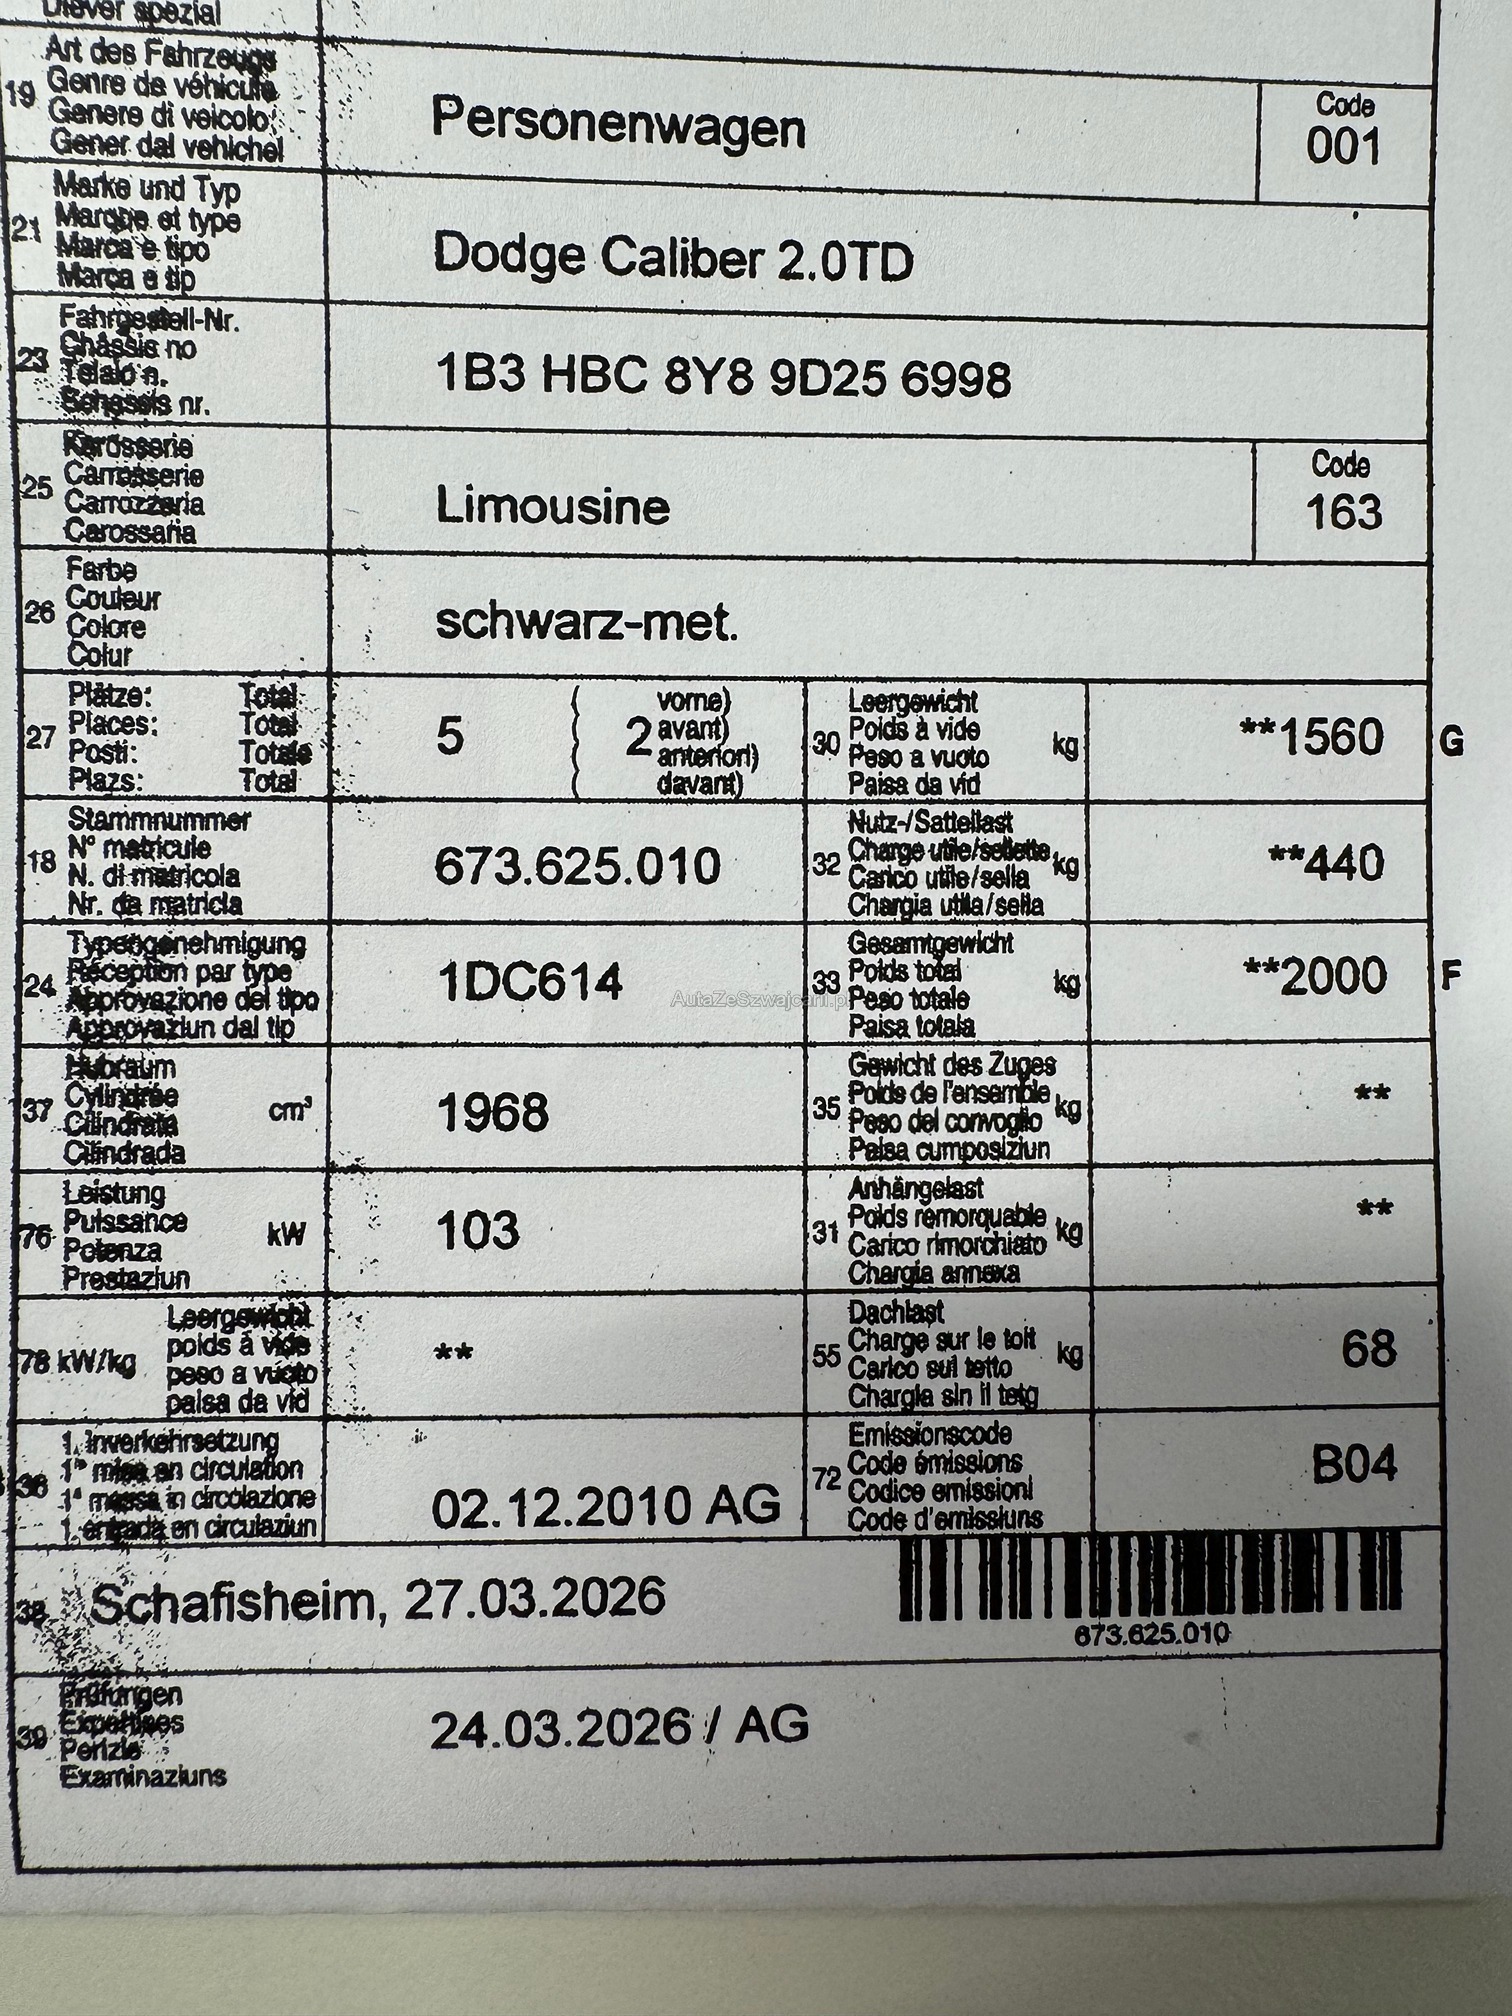 Diever spezial
19
Art des Fahrzeugs
Genre de véhicule
Genere di veicolo
Gener dal vehichel
Personenwagen
Code
001
21
Marke und Typ
Marque et type
Marca e tipo
Marca e tip
Dodge Caliber 2.0TD
23
Fahrgestell-Nr.
Châssis no
Telaio n.
Schassis nr.
1B3 HBC 8Y8 9D25 6998
25
Karosserie
Carrosserie
Carrozzeria
Carossaria
Limousine
Code
163
26
Farbe
Couleur
Colore
Colur
schwarz-met.
27
Plätze: Total
Places: Total
Posti: Totale
Plazs: Total
5
2
vorne)
avant)
anteriori)
davant)
30
Leergewicht
Poids à vide
Peso a vuoto
Paisa da vid
kg
**1560
G
18
Stammnummer
N° matricule
N. di matricola
Nr. da matricla
673.625.010
32
Nutz-/Sattellast
Charge utile/sellette
Carico utile/sella
Chargia utila/sella
kg
**440
24
Typengenehmigung
Réception par type
Approvazione del tipo
Approvaziun dal tip
1DC614
33
Gesamtgewicht
Poids total
Peso totale
Paisa totala
kg
**2000
F
AutaZeSzwajcarii.pl
37
Hubraum
Cylindrée
Cilindrata
Cilindrada
cm³
1968
35
Gewicht des Zuges
Poids de l'ensemble
Peso del convoglio
Paisa cumposiziun
kg
**
76
Leistung
Puissance
Potenza
Prestaziun
kW
103
31
Anhängelast
Poids remorquable
Carico rimorchiato
Chargia annexa
kg
**
78 kW/kg
Leergewicht
poids à vide
peso a vuoto
paisa da vid
**
55
Dachlast
Charge sur le toit
Carico sul tetto
Chargia sin il tetg
kg
68
36
1. Inverkehrsetzung
1re mise en circulation
1a messa in circolazione
1. entrada en circulaziun
02.12.2010 AG
72
Emissionscode
Code émissions
Codice emissioni
Code d'emissiuns
B04
38
Schafisheim, 27.03.2026
673.625.010
39
Prüfungen
Expertises
Perizie
Examinaziuns
24.03.2026 / AG